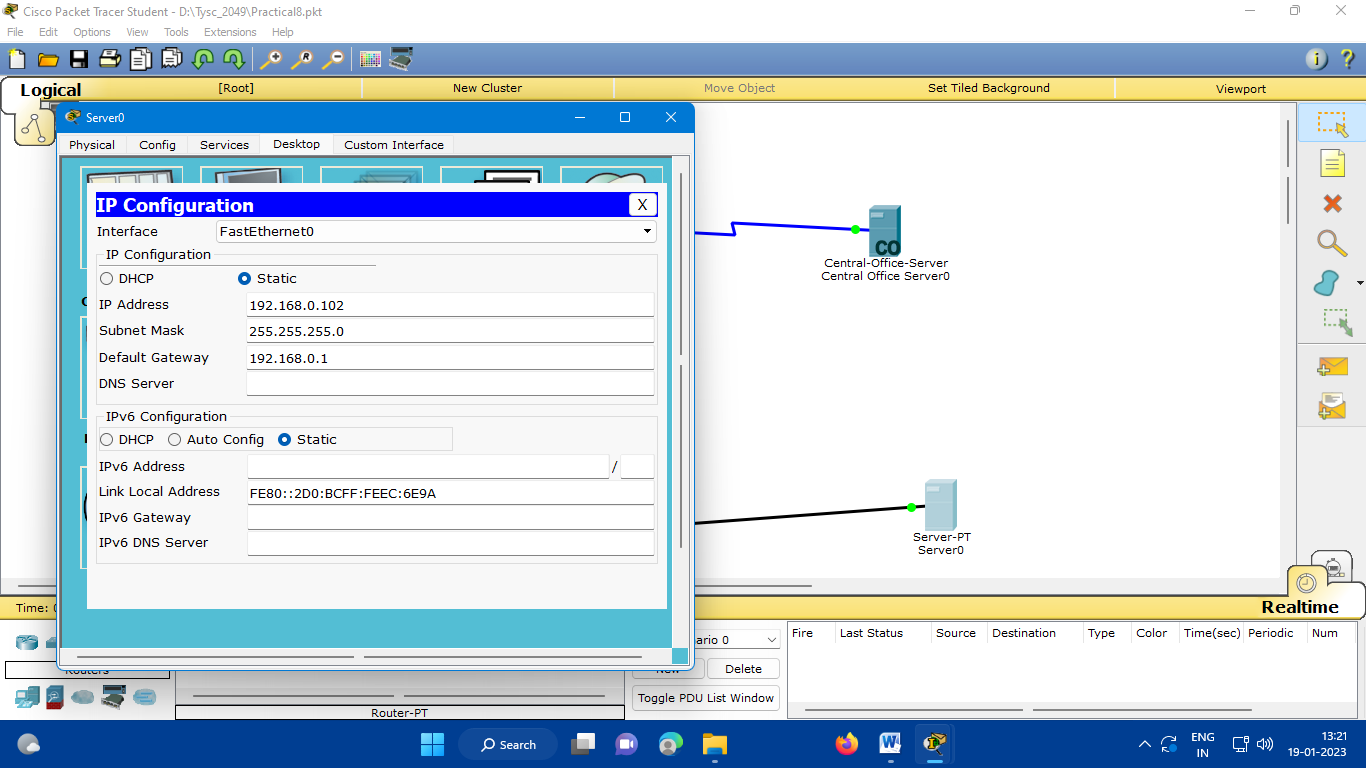 Cisco Packet Tracer Student - D:\Tysc_2049\Practical8.pkt
File Edit Options View Tools Extensions Help
Logical [Root] New Cluster Move Object Set Tiled Background Viewport
Server0
Physical Config Services Desktop Custom Interface
IP Configuration X
Interface FastEthernet0
IP Configuration
DHCP Static
IP Address 192.168.0.102
Subnet Mask 255.255.255.0
Default Gateway 192.168.0.1
DNS Server
IPv6 Configuration
DHCP Auto Config Static
IPv6 Address /
Link Local Address FE80::2D0:BCFF:FEEC:6E9A
IPv6 Gateway
IPv6 DNS Server
CO
Central-Office-Server
Central Office Server0
Server-PT
Server0
Time:
Realtime
ario 0
Fire Last Status Source Destination Type Color Time(sec) Periodic Num
New Delete
Toggle PDU List Window
Routers
Router-PT
Search
ENG
IN
13:21
19-01-2023